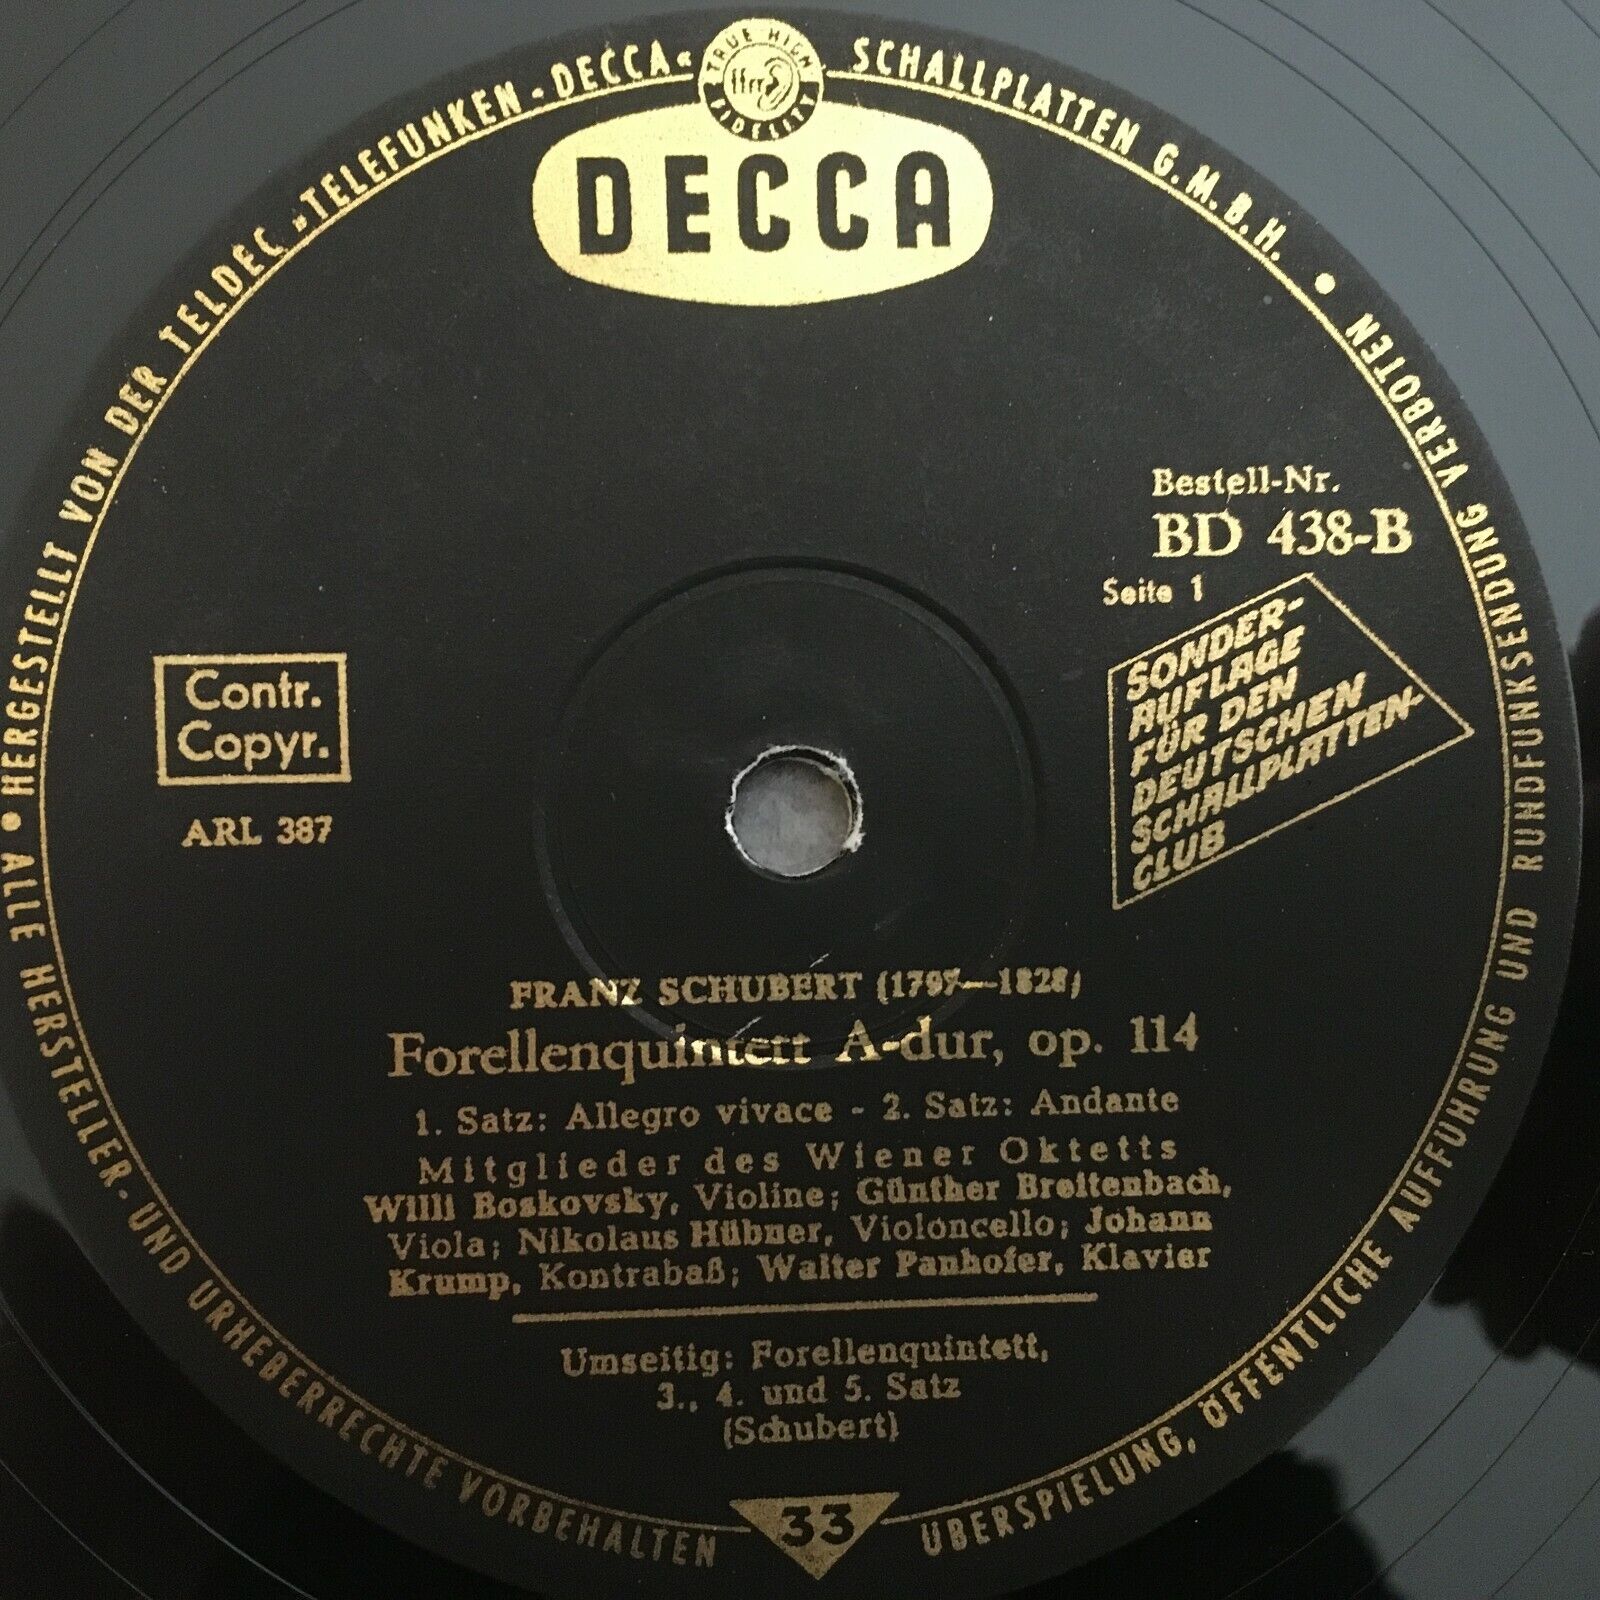 TRUE HIGH FIDELITY
ffrr
DECCA
• HERGESTELLT VON DER TELDEC »TELEFUNKEN - DECCA« SCHALLPLATTEN G.M.B.H. •
Bestell-Nr.
BD 438-B
Seite 1
SONDER-
AUFLAGE
FÜR DEN
DEUTSCHEN
SCHALLPLATTEN-
CLUB
Contr.
Copyr.
ARL 387
FRANZ SCHUBERT (1797—1828)
Forellenquintett A-dur, op. 114
1. Satz: Allegro vivace - 2. Satz: Andante
Mitglieder des Wiener Oktetts
Willi Boskovsky, Violine; Günther Breitenbach,
Viola; Nikolaus Hübner, Violoncello; Johann
Krump, Kontrabaß; Walter Panhofer, Klavier
Umseitig: Forellenquintett,
3., 4. und 5. Satz
(Schubert)
33
ALLE HERSTELLER- UND URHEBERRECHTE VORBEHALTEN
ÜBERSPIELUNG, ÖFFENTLICHE AUFFÜHRUNG UND RUNDFUNKSENDUNG VERBOTEN